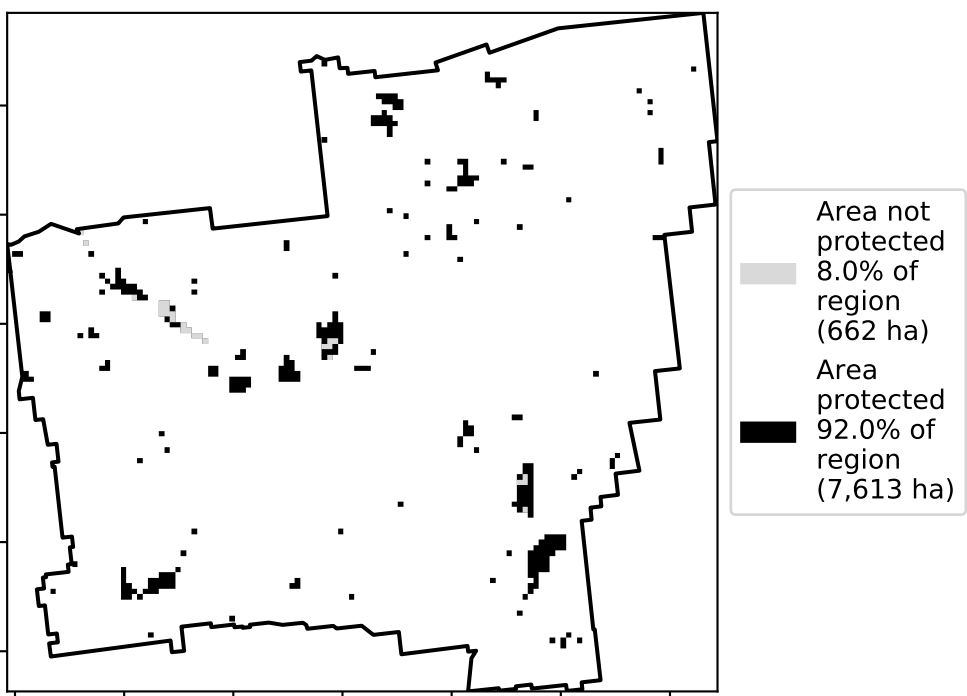 Area not
protected
8.0% of
region
(662 ha)
Area
protected
92.0% of
region
(7,613 ha)